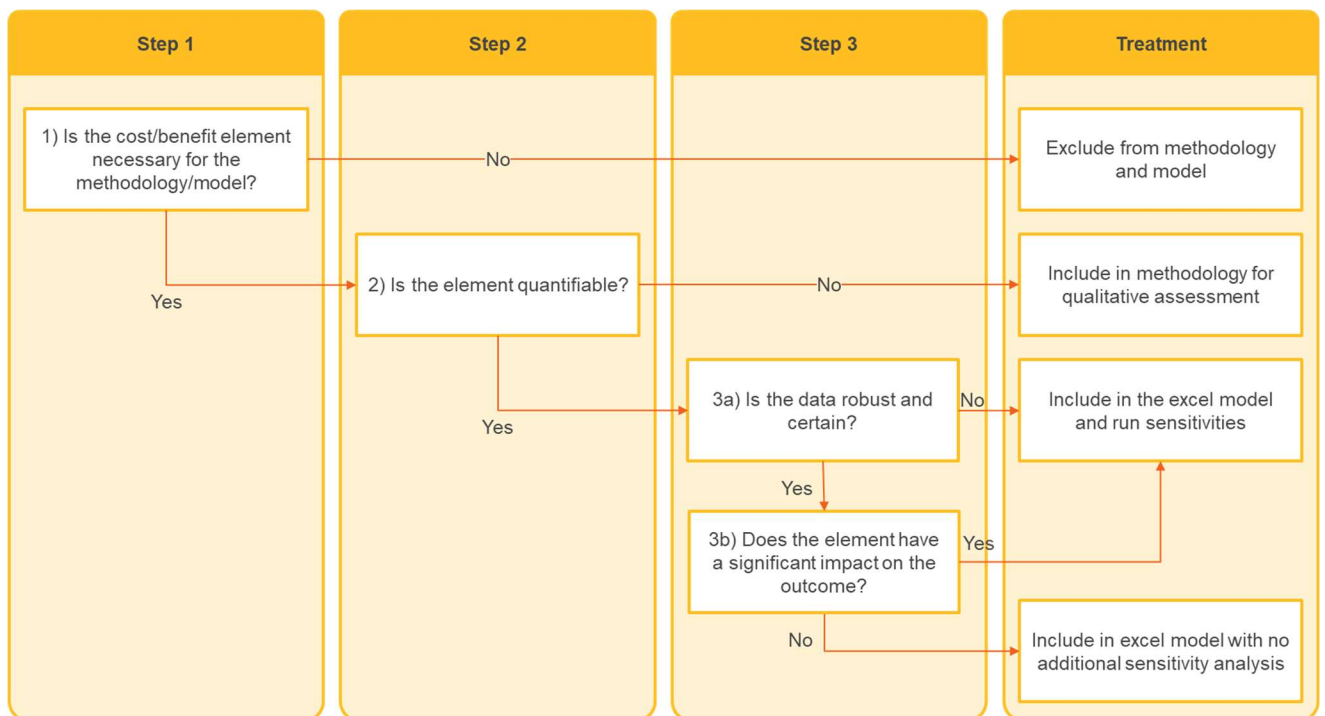 Step 1
Step 2
Step 3
Treatment
1) Is the cost/benefit element
necessary for the
methodology/model?
No
Exclude from methodology
and model
Yes
2) Is the element quantifiable?
No
Include in methodology for
qualitative assessment
Yes
3a) Is the data robust and
certain?
No
Include in the excel model
and run sensitivities
Yes
3b) Does the element have
a significant impact on the
outcome?
Yes
No
Include in excel model with no
additional sensitivity analysis